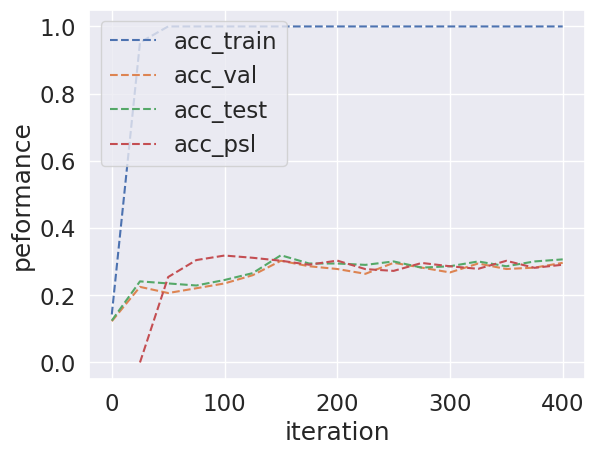 1.0
0.8
0.6
0.4
0.2
0.0
peformance
acc_train
acc_val
acc_test
acc_psl
0 100 200 300 400
iteration